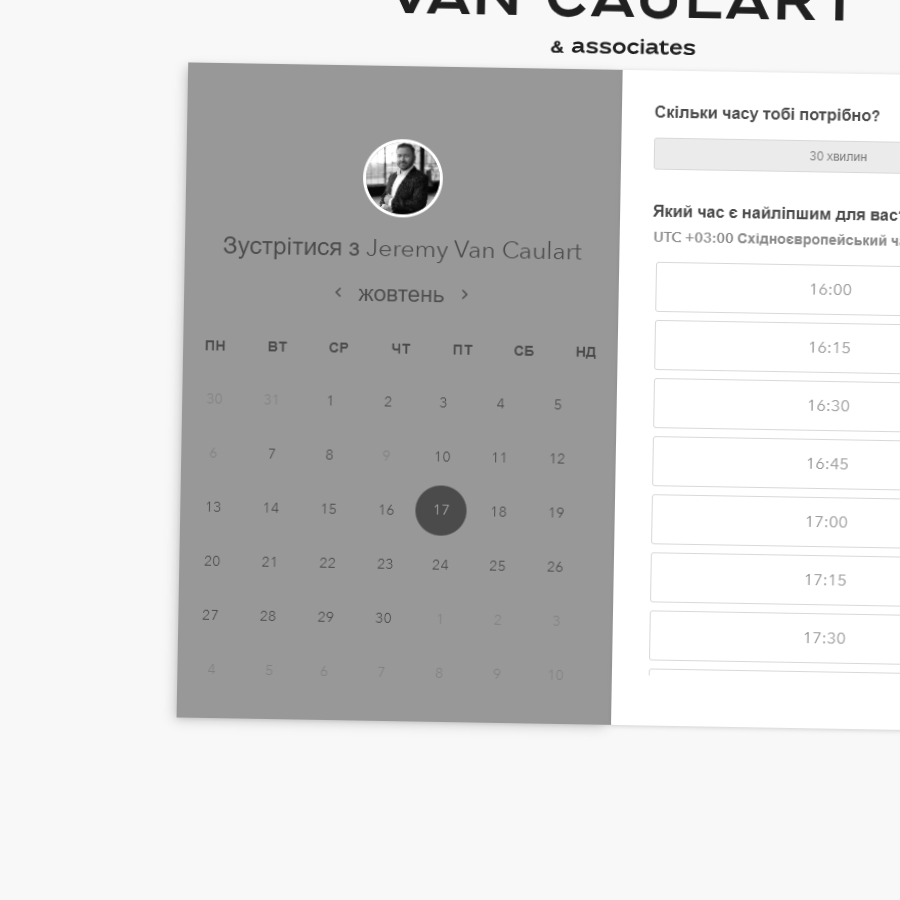 VAN CAULART
& associates
Зустрітися з Jeremy Van Caulart
жовтень
ПН ВТ СР ЧТ ПТ СБ НД
30 31 1 2 3 4 5
6 7 8 9 10 11 12
13 14 15 16 17 18 19
20 21 22 23 24 25 26
27 28 29 30 1 2 3
4 5 6 7 8 9 10
Скільки часу тобі потрібно?
30 хвилин
Який час є найліпшим для вас
UTC +03:00 Східноєвропейський
16:00
16:15
16:30
16:45
17:00
17:15
17:30